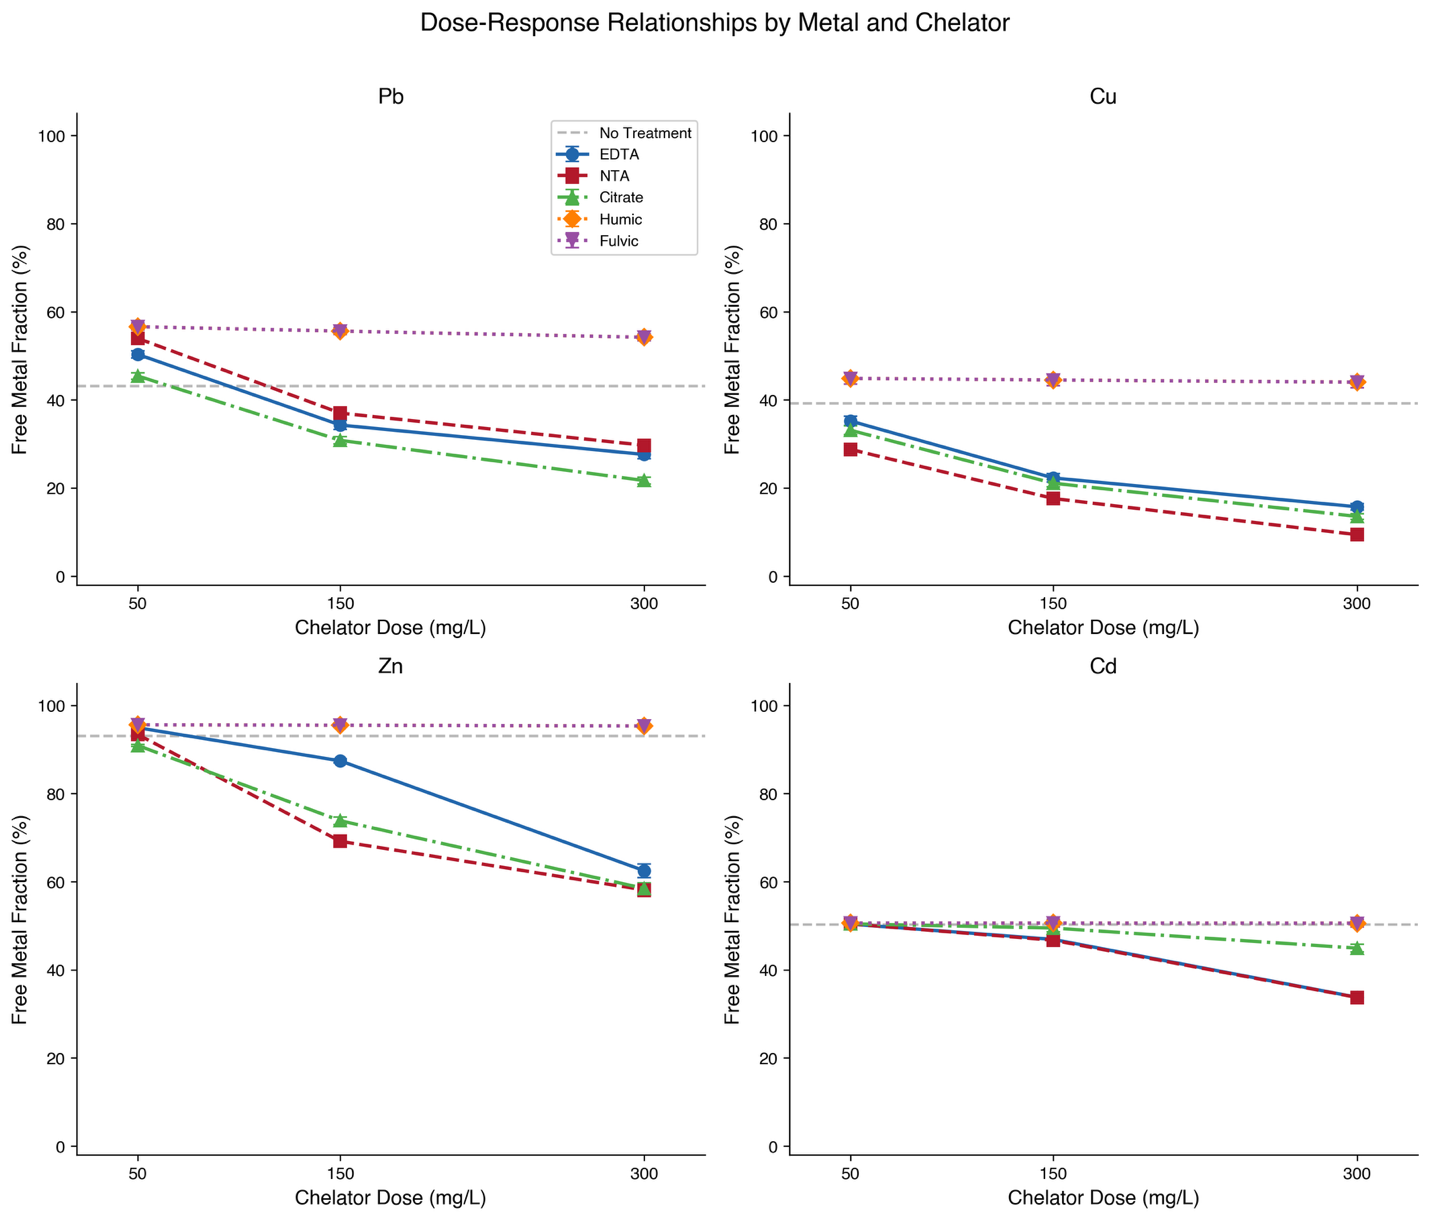 Dose-Response Relationships by Metal and Chelator
Pb
Free Metal Fraction (%)
100
80
60
40
20
0
50
150
300
Chelator Dose (mg/L)
No Treatment
EDTA
NTA
Citrate
Humic
Fulvic
Cu
Free Metal Fraction (%)
100
80
60
40
20
0
50
150
300
Chelator Dose (mg/L)
Zn
Free Metal Fraction (%)
100
80
60
40
20
0
50
150
300
Chelator Dose (mg/L)
Cd
Free Metal Fraction (%)
100
80
60
40
20
0
50
150
300
Chelator Dose (mg/L)